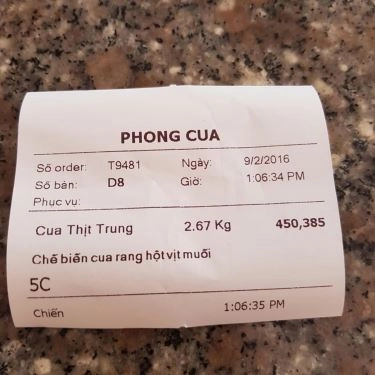 PHONG CUA
Số order: T9481 Ngày: 9/2/2016
Số bàn: D8 Giờ: 1:06:34 PM
Phục vụ:
Cua Thịt Trung 2.67 Kg 450,385
Chế biến cua rang hột vịt muối
5C
Chiến 1:06:35 PM